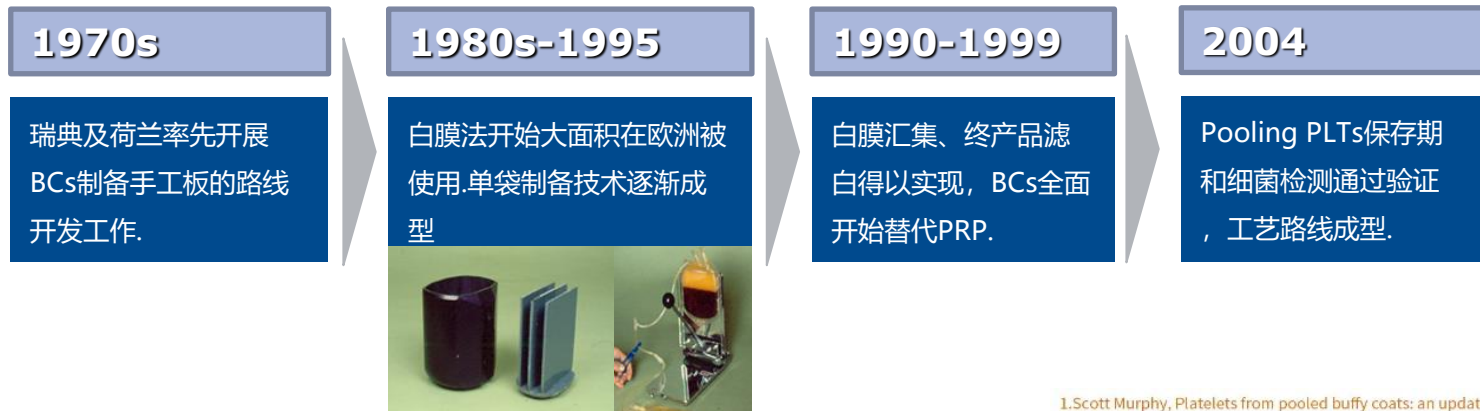 1970s
瑞典及荷兰率先开展
BCs制备手工板的路线
开发工作.
1980s-1995
白膜法开始大面积在欧洲被
使用.单袋制备技术逐渐成
型
1990-1999
白膜汇集、终产品滤
白得以实现，BCs全面
开始替代PRP.
2004
Pooling PLTs保存期
和细菌检测通过验证
，工艺路线成型.
1.Scott Murphy, Platelets from pooled buffy coats: an updat